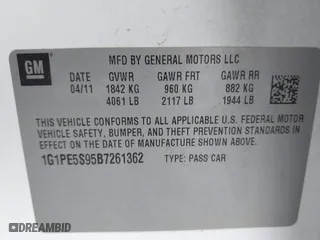 GM
MFD BY GENERAL MOTORS LLC
DATE GVWR GAWR FRT GAWR RR
04/11 1842 KG 960 KG 882 KG
4061 LB 2117 LB 1944 LB
THIS VEHICLE CONFORMS TO ALL APPLICABLE U.S. FEDERAL MOTOR
VEHICLE SAFETY, BUMPER, AND THEFT PREVENTION STANDARDS IN
EFFECT ON THE DATE OF MANUFACTURE SHOWN ABOVE.
1G1PE5S95B7261362 TYPE: PASS CAR
AUTOBIDCAR